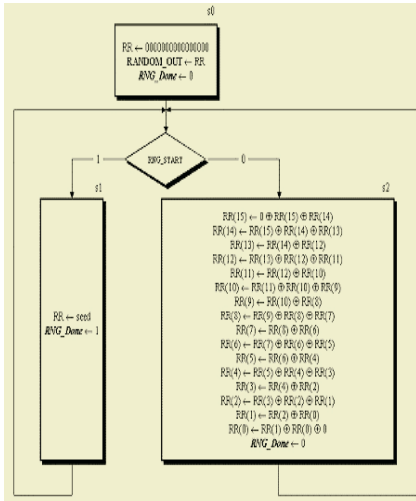 s0
RR ← 0000000000000000
RANDOM_OUT ← RR
RNG_Done ← 0
RNG_START
1
0
s1
RR ← seed
RNG_Done ← 1
s2
RR(15) ← 0 ⊕ RR(15) ⊕ RR(14)
RR(14) ← RR(15) ⊕ RR(14) ⊕ RR(13)
RR(13) ← RR(14) ⊕ RR(12)
RR(12) ← RR(13) ⊕ RR(12) ⊕ RR(11)
RR(11) ← RR(12) ⊕ RR(10)
RR(10) ← RR(11) ⊕ RR(10) ⊕ RR(9)
RR(9) ← RR(10) ⊕ RR(8)
RR(8) ← RR(9) ⊕ RR(8) ⊕ RR(7)
RR(7) ← RR(8) ⊕ RR(6)
RR(6) ← RR(7) ⊕ RR(6) ⊕ RR(5)
RR(5) ← RR(6) ⊕ RR(4)
RR(4) ← RR(5) ⊕ RR(4) ⊕ RR(3)
RR(3) ← RR(4) ⊕ RR(2)
RR(2) ← RR(3) ⊕ RR(2) ⊕ RR(1)
RR(1) ← RR(2) ⊕ RR(0)
RR(0) ← RR(1) ⊕ RR(0) ⊕ 0
RNG_Done ← 0